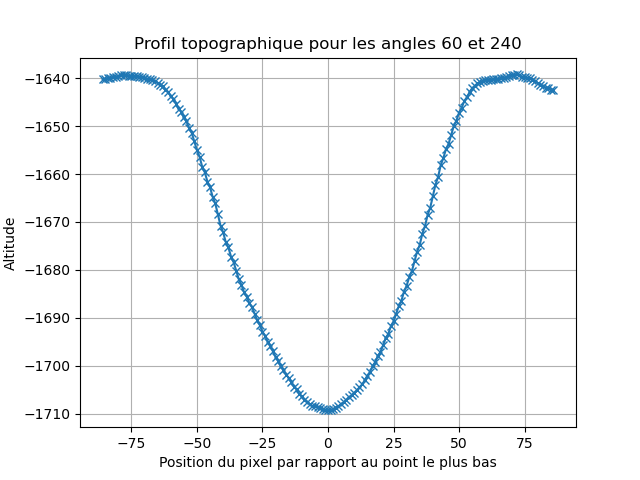 Profil topographique pour les angles 60 et 240
−1640
−1650
−1660
−1670
−1680
−1690
−1700
−1710
Altitude
−75 −50 −25 0 25 50 75
Position du pixel par rapport au point le plus bas